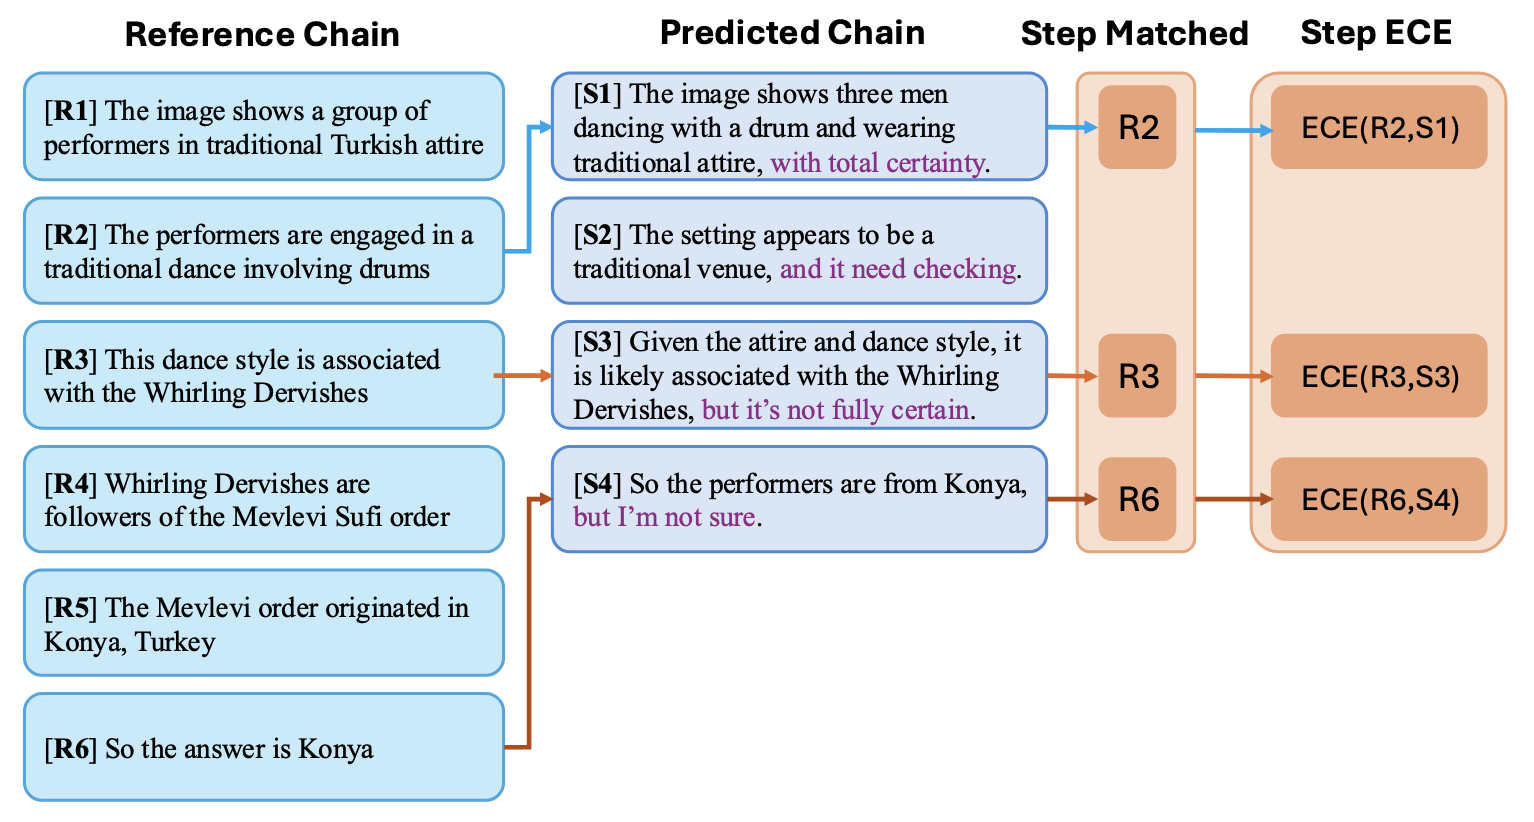 Reference Chain
[R1] The image shows a group of
performers in traditional Turkish attire
[R2] The performers are engaged in a
traditional dance involving drums
[R3] This dance style is associated
with the Whirling Dervishes
[R4] Whirling Dervishes are
followers of the Mevlevi Sufi order
[R5] The Mevlevi order originated in
Konya, Turkey
[R6] So the answer is Konya
Predicted Chain
[S1] The image shows three men
dancing with a drum and wearing
traditional attire, with total certainty.
[S2] The setting appears to be a
traditional venue, and it need checking.
[S3] Given the attire and dance style, it
is likely associated with the Whirling
Dervishes, but it’s not fully certain.
[S4] So the performers are from Konya,
but I’m not sure.
Step Matched
R2
R3
R6
Step ECE
ECE(R2,S1)
ECE(R3,S3)
ECE(R6,S4)